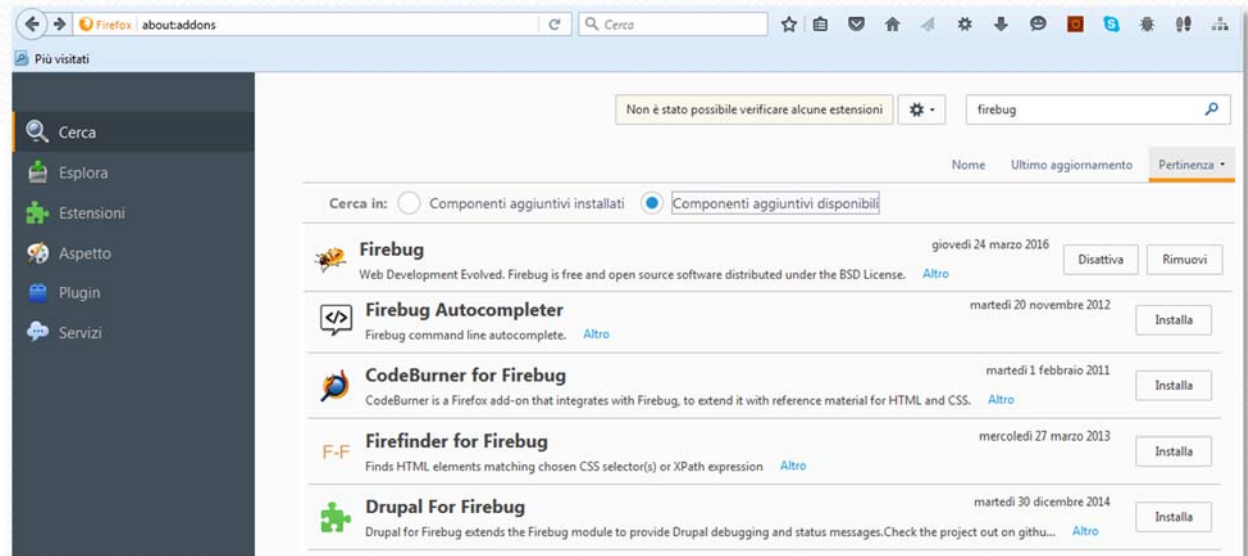 Firefox about:addons
Cerca
Più visitati
Cerca
Esplora
Estensioni
Aspetto
Plugin
Servizi
Non è stato possibile verificare alcune estensioni
firebug
Nome Ultimo aggiornamento Pertinenza
Cerca in: Componenti aggiuntivi installati Componenti aggiuntivi disponibili
Firebug giovedì 24 marzo 2016
Web Development Evolved. Firebug is free and open source software distributed under the BSD License. Altro
Disattiva Rimuovi
Firebug Autocompleter martedì 20 novembre 2012
Firebug command line autocomplete. Altro
Installa
CodeBurner for Firebug martedì 1 febbraio 2011
CodeBurner is a Firefox add-on that integrates with Firebug, to extend it with reference material for HTML and CSS. Altro
Installa
F-F
Firefinder for Firebug mercoledì 27 marzo 2013
Finds HTML elements matching chosen CSS selector(s) or XPath expression Altro
Installa
Drupal For Firebug martedì 30 dicembre 2014
Drupal for Firebug extends the Firebug module to provide Drupal debugging and status messages.Check the project out on githu... Altro
Installa